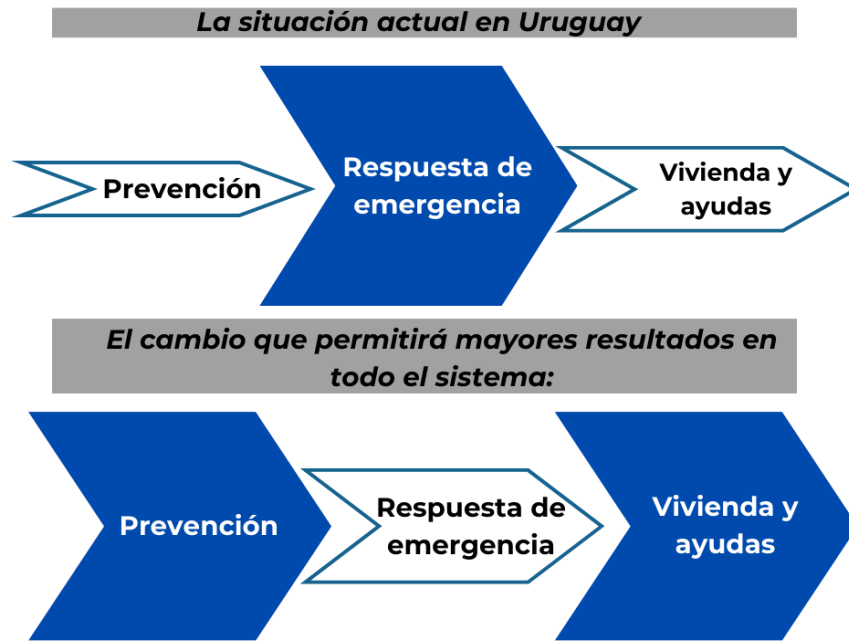 La situación actual en Uruguay
Prevención
Respuesta de
emergencia
Vivienda y
ayudas
El cambio que permitirá mayores resultados en
todo el sistema:
Prevención
Respuesta de
emergencia
Vivienda y
ayudas